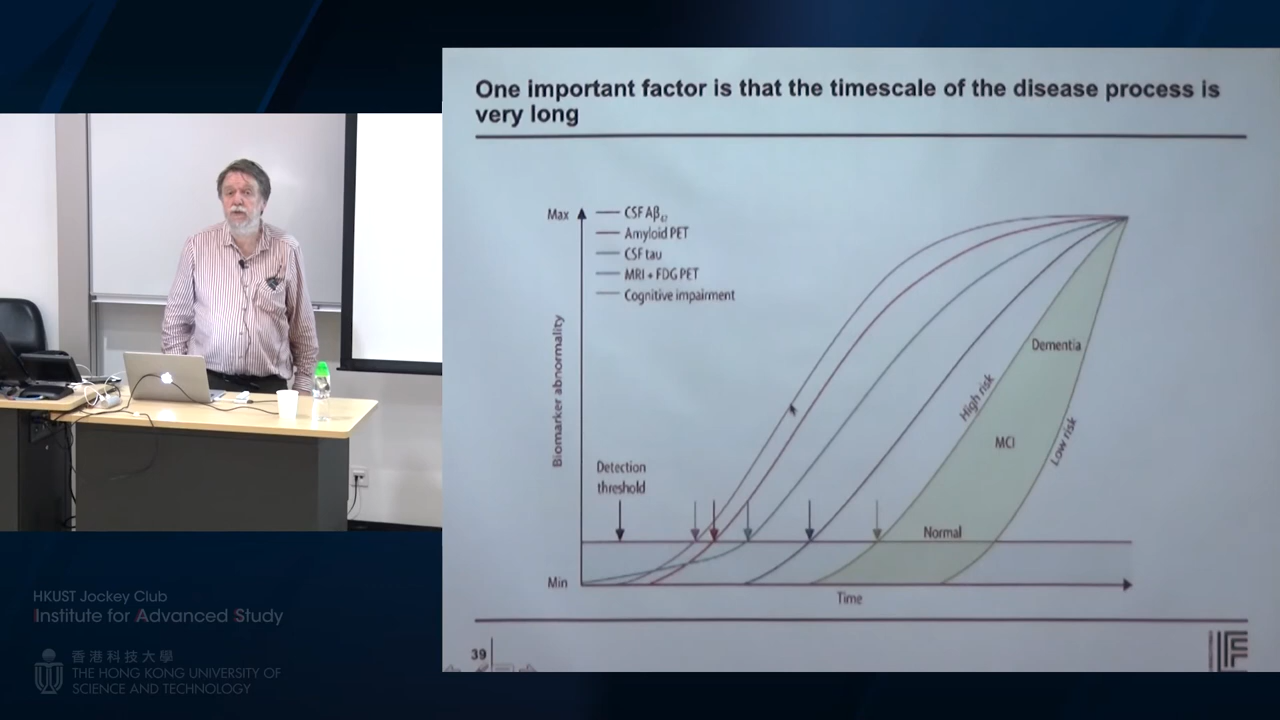 One important factor is that the timescale of the disease process is
very long
Max
CSF Aβ42
Amyloid PET
CSF tau
MRI + FDG PET
Cognitive impairment
Biomarker abnormality
Detection
threshold
Dementia
High risk
MCI
Low risk
Normal
Min
Time
39
HKUST Jockey Club
Institute for Advanced Study
香港科技大學
THE HONG KONG UNIVERSITY OF
SCIENCE AND TECHNOLOGY